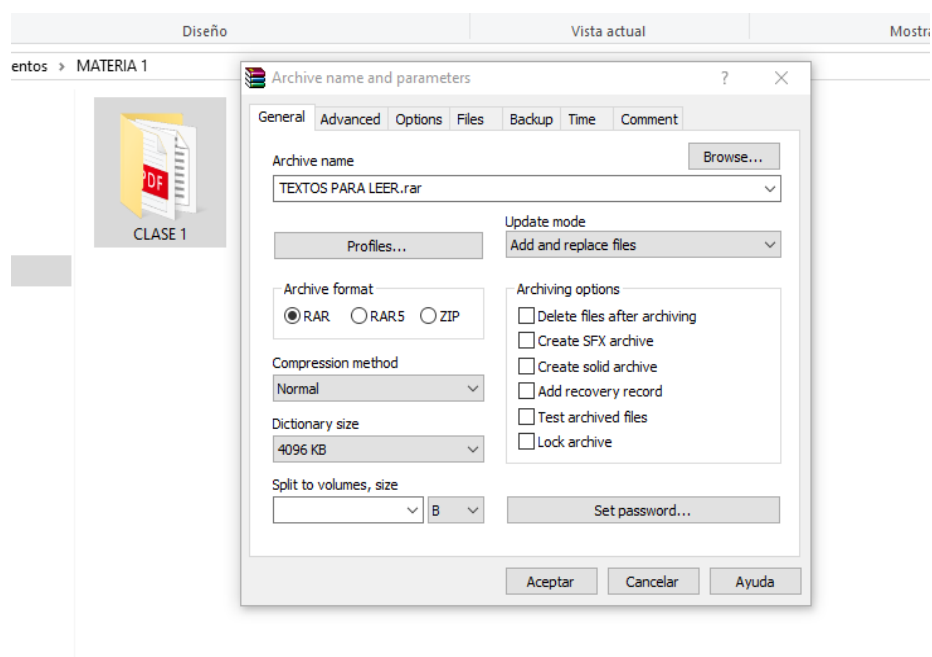 Diseño
Vista actual
Mostra
entos > MATERIA 1
Archive name and parameters
?
General
Advanced
Options
Files
Backup
Time
Comment
Archive name
Browse...
TEXTOS PARA LEER.rar
Update mode
Profiles...
Add and replace files
PDF
CLASE 1
Archive format
RAR
RAR5
ZIP
Archiving options
Delete files after archiving
Create SFX archive
Create solid archive
Add recovery record
Test archived files
Lock archive
Compression method
Normal
Dictionary size
4096 KB
Split to volumes, size
B
Set password...
Aceptar
Cancelar
Ayuda